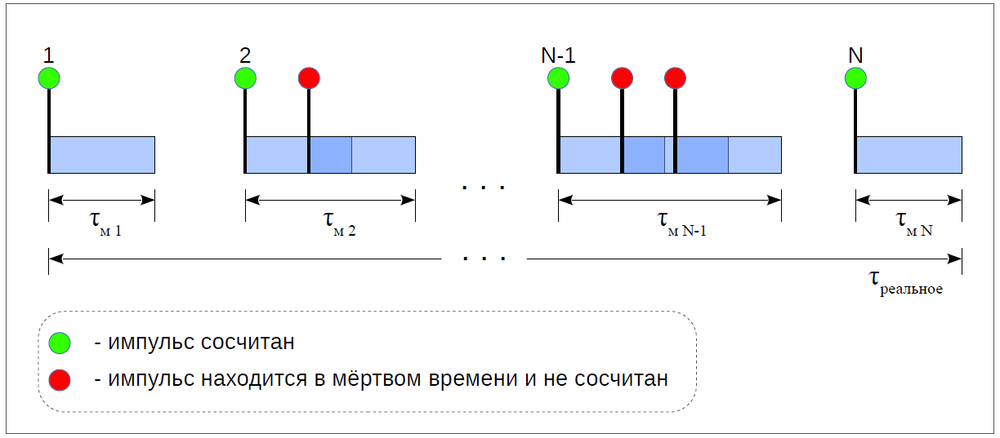 1 2 N-1 N
. . .
τм 1 τм 2 τм N-1 τм N
. . .
τреальное
- импульс сосчитан
- импульс находится в мёртвом времени и не сосчитан